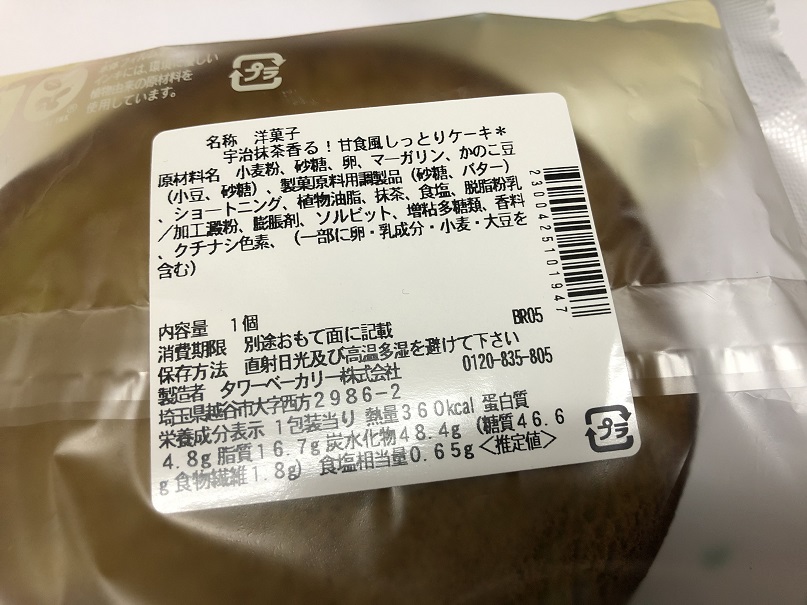 植物由来の原材料を
使用しています。
プラ
名称 洋菓子
宇治抹茶香る!甘食風しっとりケーキ*
原材料名 小麦粉、砂糖、卵、マーガリン、かのこ豆
(小豆、砂糖)、製菓原料用調製品(砂糖、バター)
、ショートニング、植物油脂、抹茶、食塩、脱脂粉乳
/加工澱粉、膨脹剤、ソルビット、増粘多糖類、香料
、クチナシ色素、(一部に卵・乳成分・小麦・大豆を
含む)
2300425101947
内容量 1個 BR05
消費期限 別途おもて面に記載
保存方法 直射日光及び高温多湿を避けて下さい
製造者 タワーベーカリー株式会社 0120-835-805
埼玉県越谷市大字西方2986-2
栄養成分表示 1包装当り 熱量360kcal 蛋白質
4.8g 脂質16.7g 炭水化物48.4g (糖質46.6
g 食物繊維1.8g) 食塩相当量0.65g<推定値>
プラ